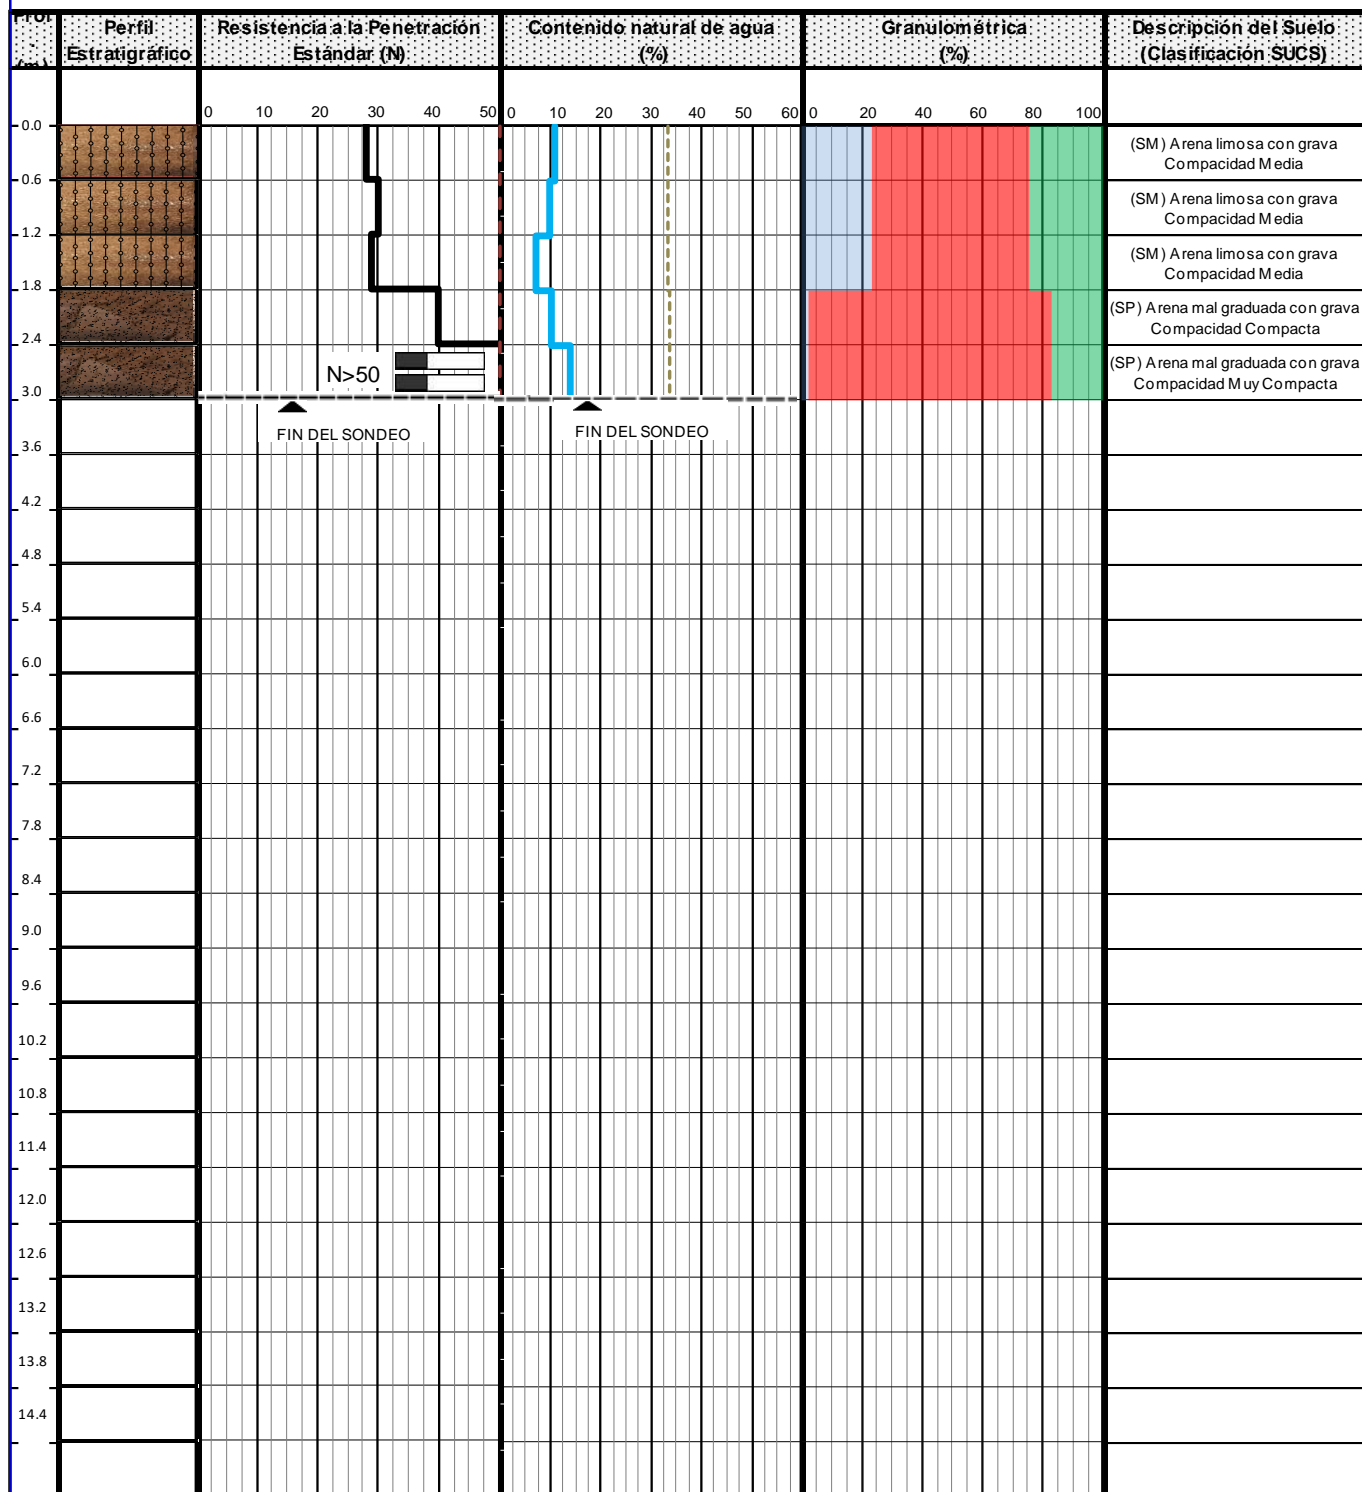 Prof
.
(m)
Perfil
Estratigráfico
Resistencia a la Penetración
Estándar (N)
Contenido natural de agua
(%)
Granulométrica
(%)
Descripción del Suelo
(Clasificación SUCS)
0 10 20 30 40 50
0 10 20 30 40 50 60
0 20 40 60 80 100
0.0
(SM) Arena limosa con grava
Compacidad Media
0.6
(SM) Arena limosa con grava
Compacidad Media
1.2
(SM) Arena limosa con grava
Compacidad Media
1.8
(SP) Arena mal graduada con grava
Compacidad Compacta
2.4
(SP) Arena mal graduada con grava
Compacidad Muy Compacta
N>50
3.0
FIN DEL SONDEO
FIN DEL SONDEO
3.6
4.2
4.8
5.4
6.0
6.6
7.2
7.8
8.4
9.0
9.6
10.2
10.8
11.4
12.0
12.6
13.2
13.8
14.4